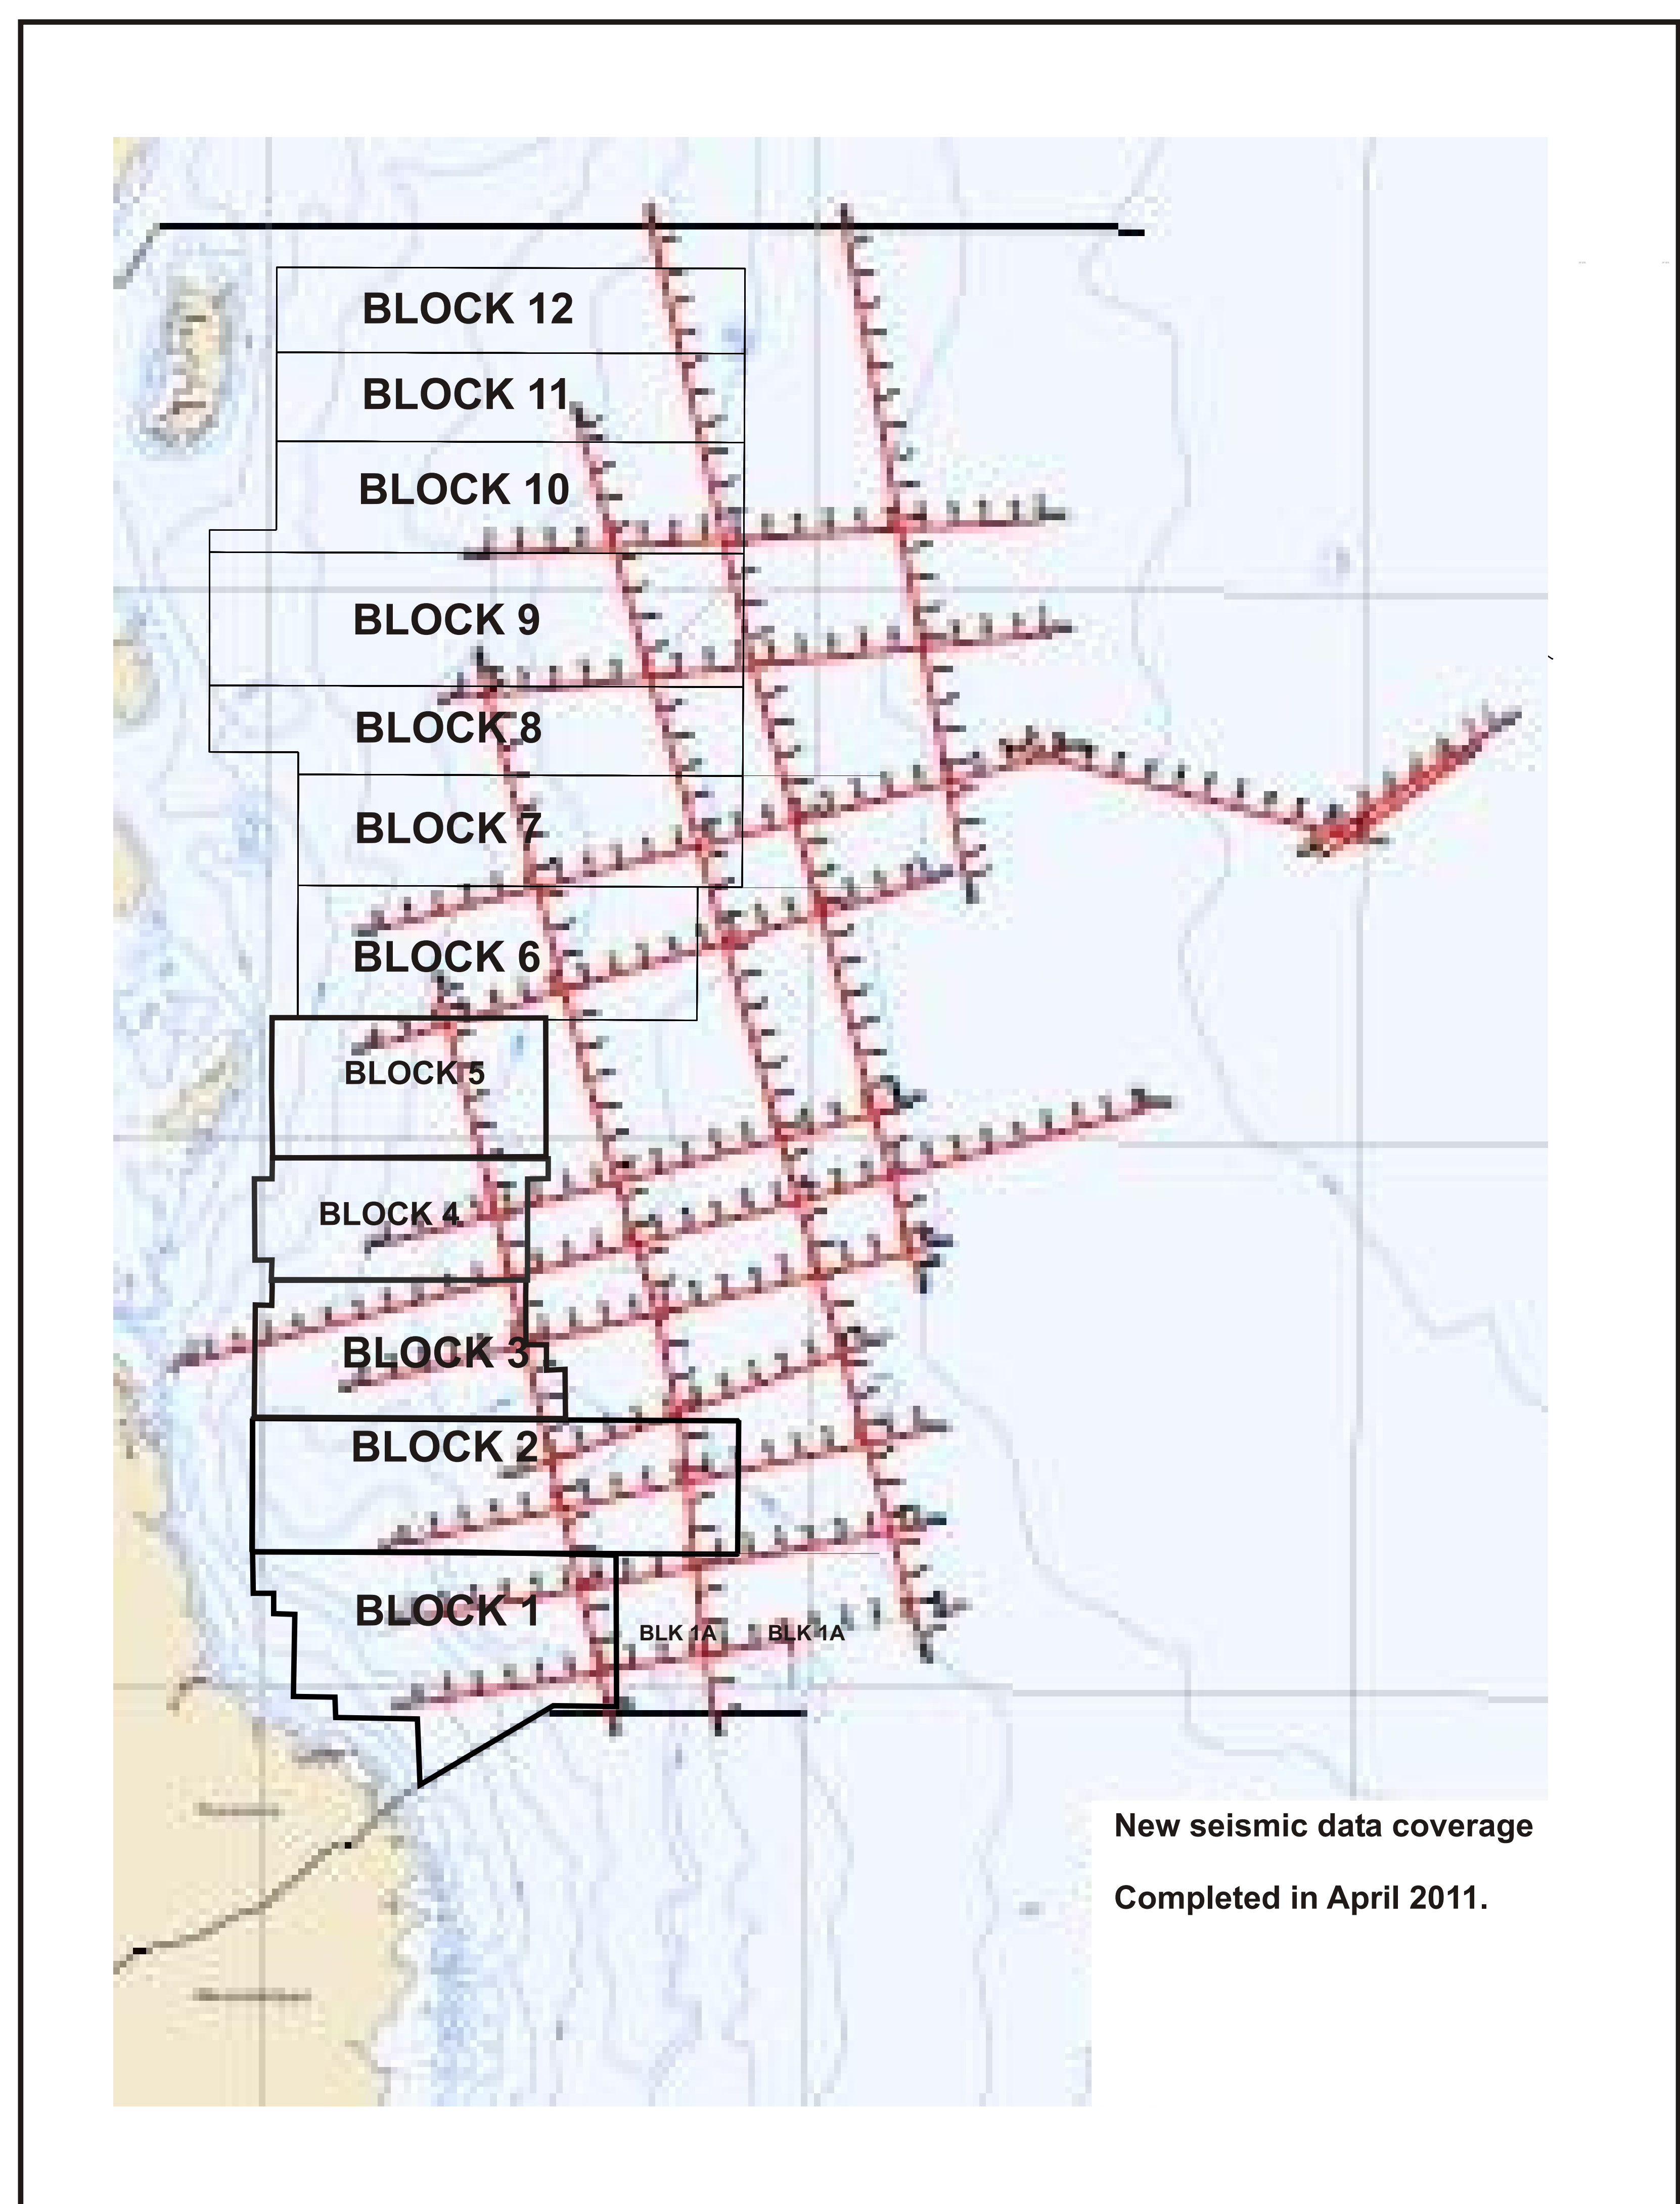 BLOCK 12
BLOCK 11
BLOCK 10
BLOCK 9
BLOCK 8
BLOCK 7
BLOCK 6
BLOCK 5
BLOCK 4
BLOCK 3
BLOCK 2
BLOCK 1
BLK 1A
BLK 1A
New seismic data coverage
Completed in April 2011.